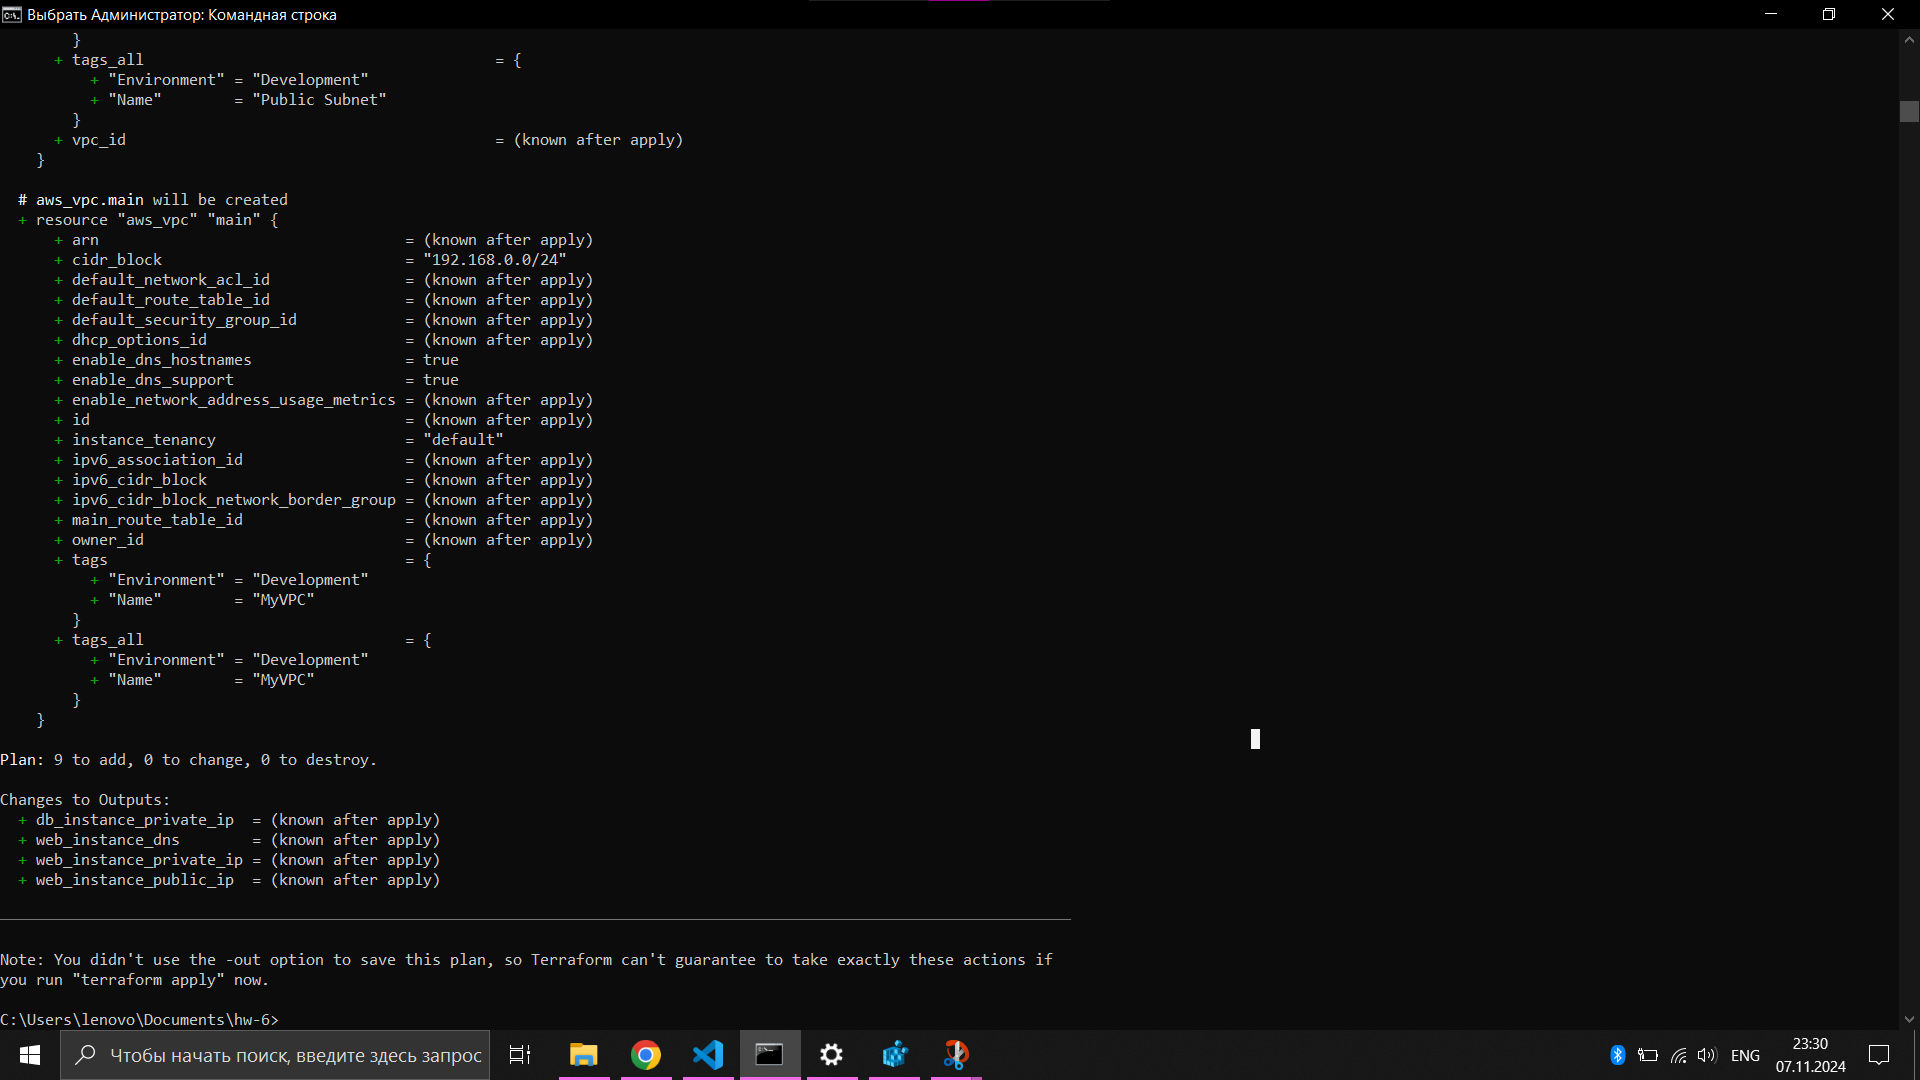 Выбрать Администратор: Командная строка
        }
      + tags_all                                       = {
          + "Environment" = "Development"
          + "Name"        = "Public Subnet"
        }
      + vpc_id                                         = (known after apply)
    }

  # aws_vpc.main will be created
  + resource "aws_vpc" "main" {
      + arn                                  = (known after apply)
      + cidr_block                           = "192.168.0.0/24"
      + default_network_acl_id               = (known after apply)
      + default_route_table_id               = (known after apply)
      + default_security_group_id            = (known after apply)
      + dhcp_options_id                      = (known after apply)
      + enable_dns_hostnames                 = true
      + enable_dns_support                   = true
      + enable_network_address_usage_metrics = (known after apply)
      + id                                   = (known after apply)
      + instance_tenancy                     = "default"
      + ipv6_association_id                  = (known after apply)
      + ipv6_cidr_block                      = (known after apply)
      + ipv6_cidr_block_network_border_group = (known after apply)
      + main_route_table_id                  = (known after apply)
      + owner_id                             = (known after apply)
      + tags                                 = {
          + "Environment" = "Development"
          + "Name"        = "MyVPC"
        }
      + tags_all                             = {
          + "Environment" = "Development"
          + "Name"        = "MyVPC"
        }
    }

Plan: 9 to add, 0 to change, 0 to destroy.

Changes to Outputs:
  + db_instance_private_ip  = (known after apply)
  + web_instance_dns        = (known after apply)
  + web_instance_private_ip = (known after apply)
  + web_instance_public_ip  = (known after apply)

Note: You didn't use the -out option to save this plan, so Terraform can't guarantee to take exactly these actions if
you run "terraform apply" now.

C:\Users\lenovo\Documents\hw-6>
Чтобы начать поиск, введите здесь запрос
ENG
23:30
07.11.2024